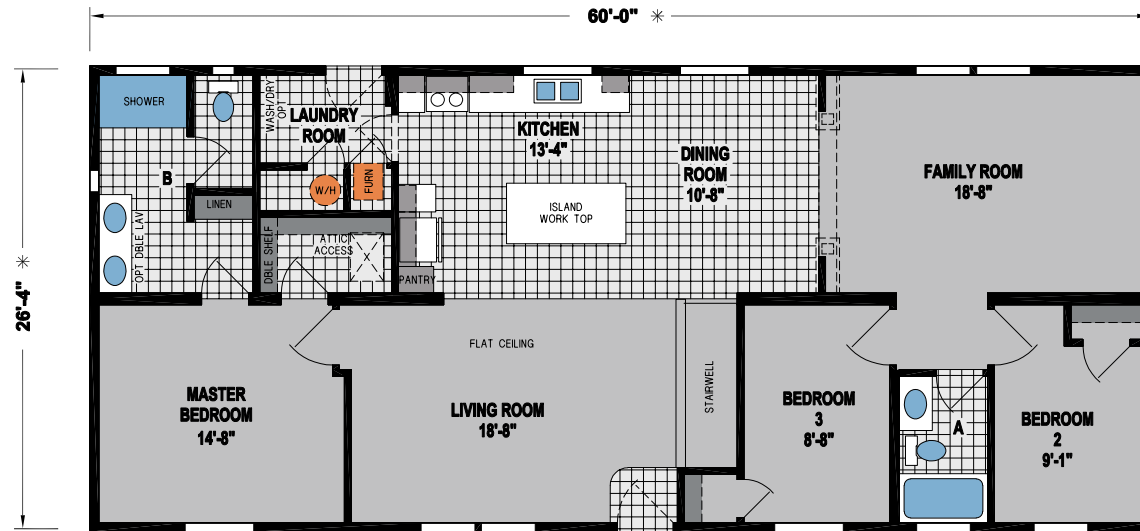 60'-0" ✳
26'-4" ✳
SHOWER
WASH/DRY
OPT
LAUNDRY
ROOM
KITCHEN
13'-4"
DINING
ROOM
10'-8"
FAMILY ROOM
18'-8"
B
W/H
FURN
LINEN
ISLAND
WORK TOP
OPT DBLE LAV
DBLE SHELF
ATTIC
ACCESS
X
PANTRY
FLAT CEILING
STAIRWELL
MASTER
BEDROOM
14'-8"
LIVING ROOM
18'-8"
BEDROOM
3
8'-8"
A
BEDROOM
2
9'-1"